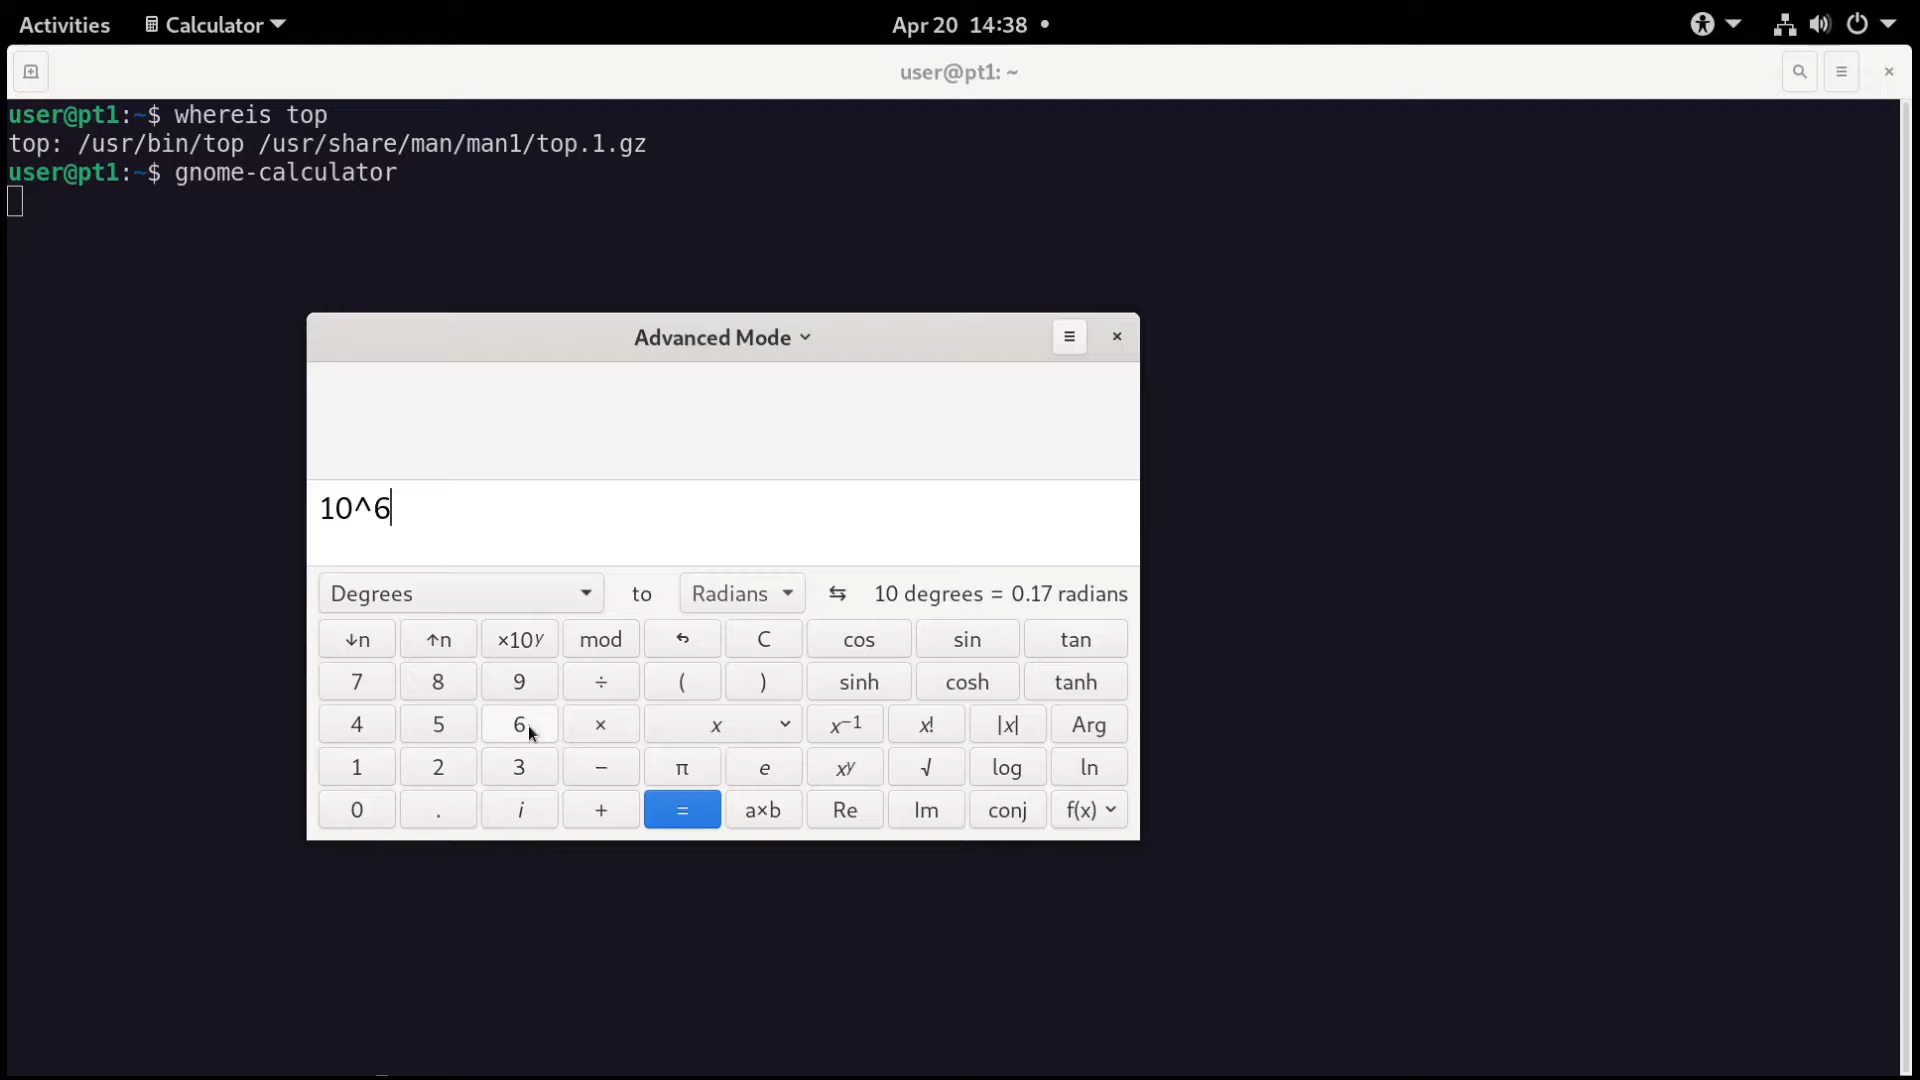 Activities Calculator Apr 20 14:38
user@pt1: ~
user@pt1:~$ whereis top
top: /usr/bin/top /usr/share/man/man1/top.1.gz
user@pt1:~$ gnome-calculator
Advanced Mode
10^6
Degrees to Radians 10 degrees = 0.17 radians
↓n ↑n ×10ʸ mod C cos sin tan
7 8 9 ÷ ( ) sinh cosh tanh
4 5 6 × x x⁻¹ x! |x| Arg
1 2 3 − π e xʸ √ log ln
0 . i + = a×b Re Im conj f(x)